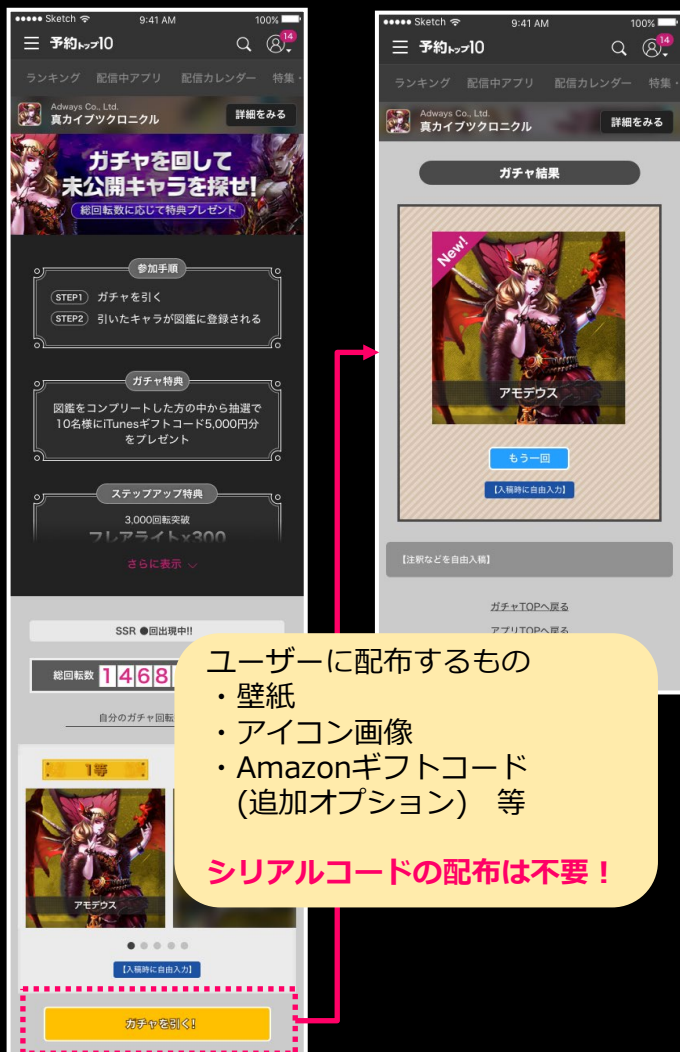 ●●●●● Sketch 9:41 AM 100%
予約トップ10 14
ランキング 配信中アプリ 配信カレンダー 特集・
Adways Co., Ltd.
真カイブツクロニクル
詳細をみる
ガチャを回して
未公開キャラを探せ!
総回転数に応じて特典プレゼント
参加手順
STEP1 ガチャを引く
STEP2 引いたキャラが図鑑に登録される
ガチャ特典
図鑑をコンプリートした方の中から抽選で
10名様にiTunesギフトコード5,000円分
をプレゼント
ステップアップ特典
3,000回転突破
フレアライトx300
さらに表示
SSR ●回出現中!!
総回転数 1468
自分のガチャ回転
1等
アモデウス
【入稿時に自由入力】
ガチャを引く!
●●●●● Sketch 9:41 AM 100%
予約トップ10 14
ランキング 配信中アプリ 配信カレンダー 特集・
Adways Co., Ltd.
真カイブツクロニクル
詳細をみる
ガチャ結果
New!
アモデウス
もう一回
【入稿時に自由入力】
【注釈などを自由入稿】
ガチャTOPへ戻る
アプリTOPへ戻る
ユーザーに配布するもの
・壁紙
・アイコン画像
・Amazonギフトコード
(追加オプション) 等
シリアルコードの配布は不要！